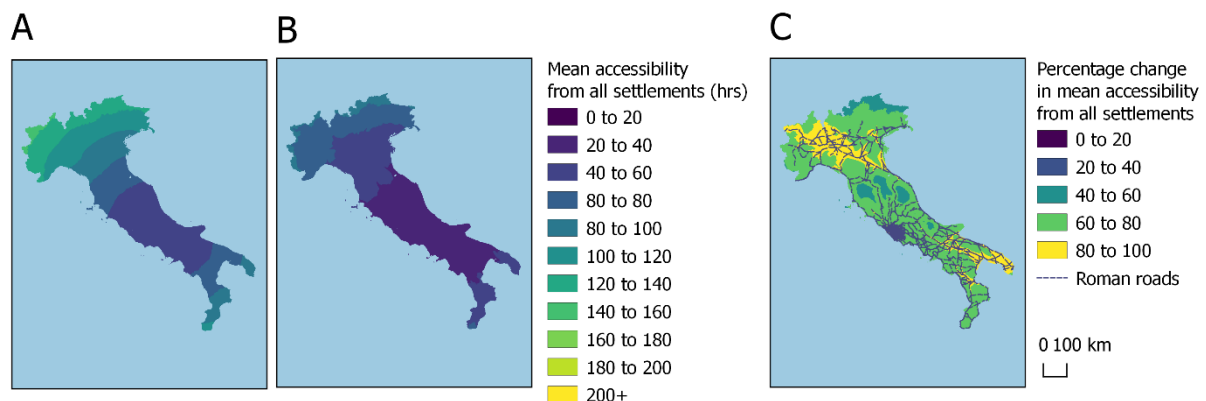 A
B
C
Mean accessibility
from all settlements (hrs)
0 to 20
20 to 40
40 to 60
80 to 80
80 to 100
100 to 120
120 to 140
140 to 160
160 to 180
180 to 200
200+
Percentage change
in mean accessibility
from all settlements
0 to 20
20 to 40
40 to 60
60 to 80
80 to 100
Roman roads
0 100 km